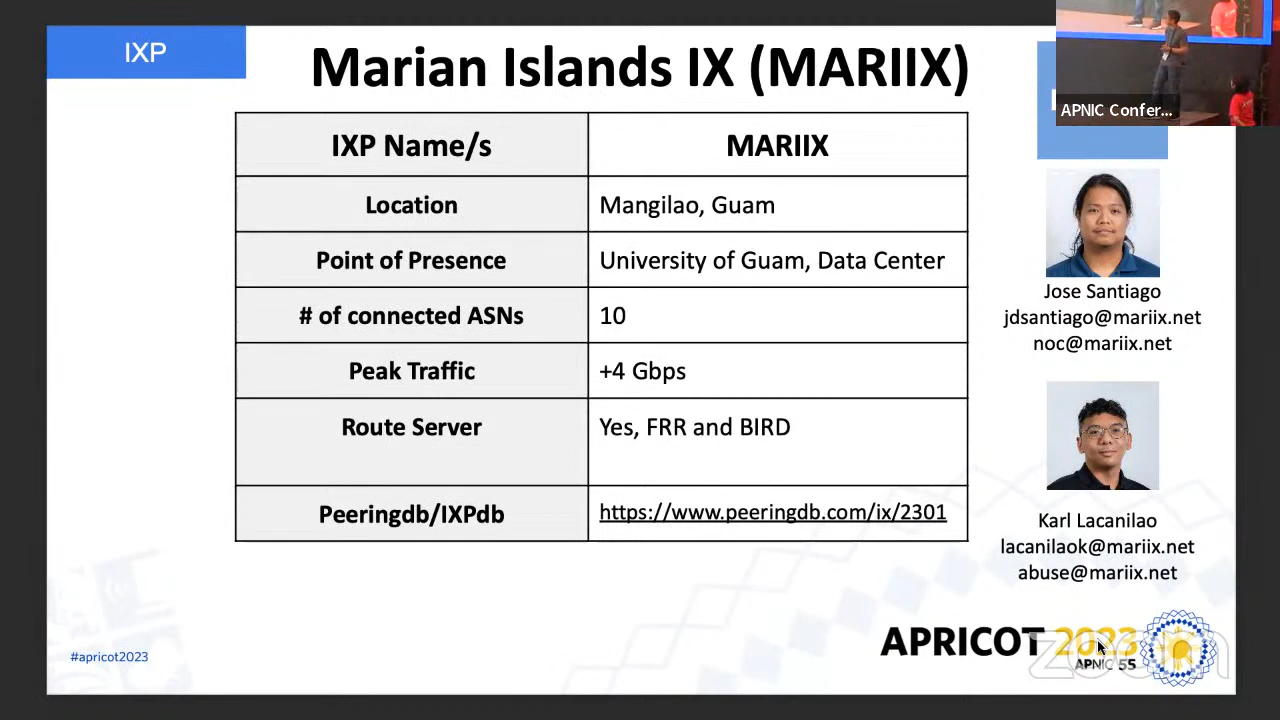 IXP
Marian Islands IX (MARIIX)
APNIC Confer...
IXP Name/s
MARIIX
Location
Mangilao, Guam
Point of Presence
University of Guam, Data Center
# of connected ASNs
10
Peak Traffic
+4 Gbps
Route Server
Yes, FRR and BIRD
Peeringdb/IXPdb
https://www.peeringdb.com/ix/2301
Jose Santiago
jdsantiago@mariix.net
noc@mariix.net
Karl Lacanilao
lacanilaok@mariix.net
abuse@mariix.net
#apricot2023
APRICOT 2023
APNIC 55
zoom